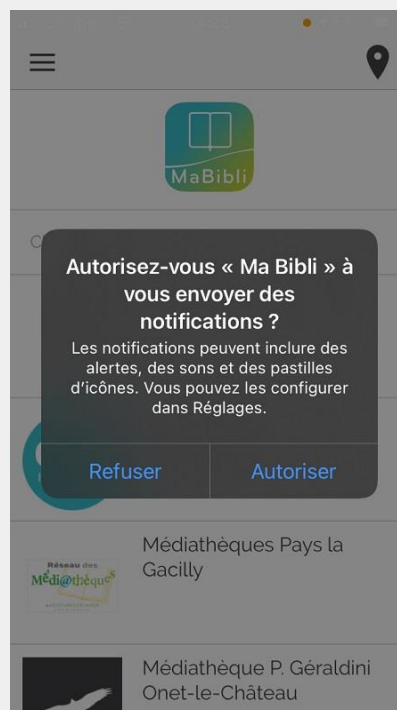 MaBibli
Autorisez-vous « Ma Bibli » à
vous envoyer des
notifications ?
Les notifications peuvent inclure des
alertes, des sons et des pastilles
d'icônes. Vous pouvez les configurer
dans Réglages.
Refuser
Autoriser
Réseau des
Médi@thèques
Médiathèques Pays la
Gacilly
Médiathèque P. Géraldini
Onet-le-Château